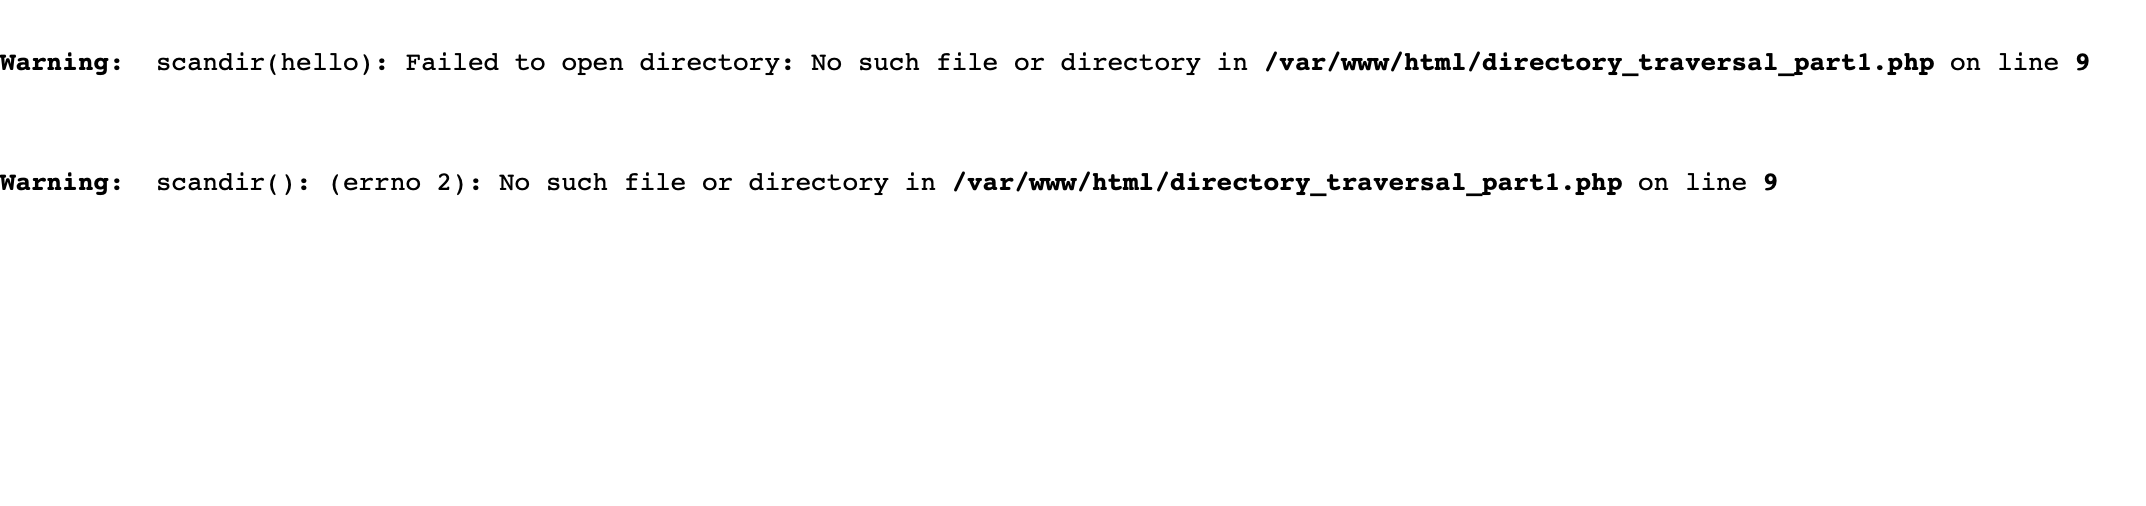 Warning:  scandir(hello): Failed to open directory: No such file or directory in /var/www/html/directory_traversal_part1.php on line 9
Warning:  scandir(): (errno 2): No such file or directory in /var/www/html/directory_traversal_part1.php on line 9